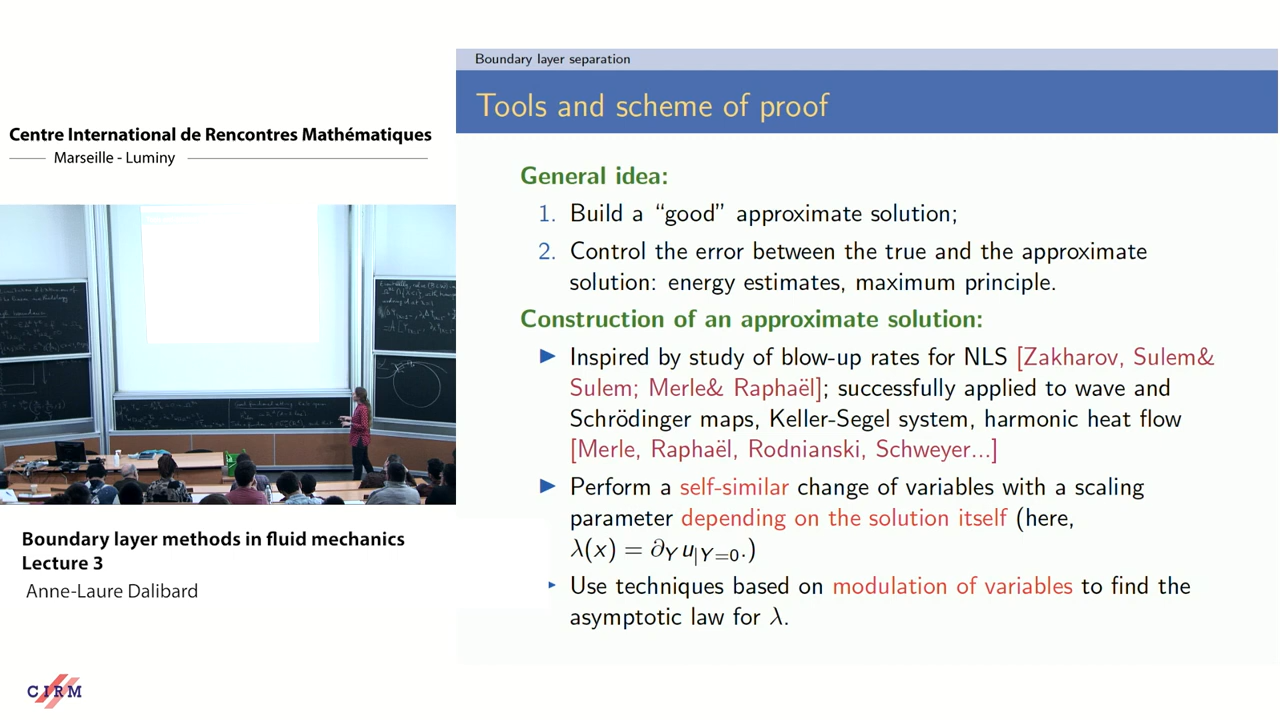 Centre International de Rencontres Mathématiques
Marseille - Luminy
Boundary layer methods in fluid mechanics
Lecture 3
Anne-Laure Dalibard
CIRM
Boundary layer separation
Tools and scheme of proof
General idea:
1. Build a “good” approximate solution;
2. Control the error between the true and the approximate
solution: energy estimates, maximum principle.
Construction of an approximate solution:
▶ Inspired by study of blow-up rates for NLS [Zakharov, Sulem&
Sulem; Merle& Raphaël]; successfully applied to wave and
Schrödinger maps, Keller-Segel system, harmonic heat flow
[Merle, Raphaël, Rodnianski, Schweyer...]
▶ Perform a self-similar change of variables with a scaling
parameter depending on the solution itself (here,
λ(x) = ∂_Y u_{|Y=0}.)
▶ Use techniques based on modulation of variables to find the
asymptotic law for λ.